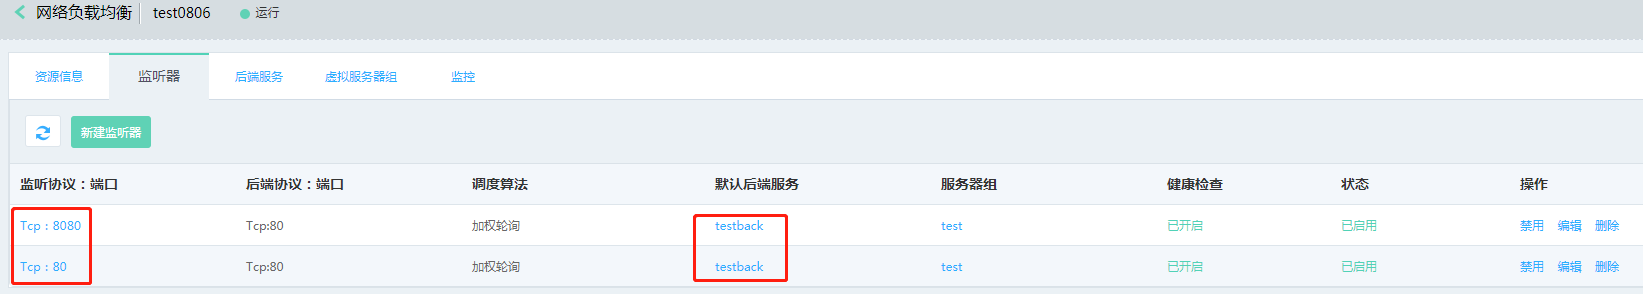 网络负载均衡 test0806 运行
资源信息 监听器 后端服务 虚拟服务器组 监控
新建监听器
监听协议：端口 后端协议：端口 调度算法 默认后端服务 服务器组 健康检查 状态 操作
Tcp：8080 Tcp:80 加权轮询 testback test 已开启 已启用 禁用 编辑 删除
Tcp：80 Tcp:80 加权轮询 testback test 已开启 已启用 禁用 编辑 删除